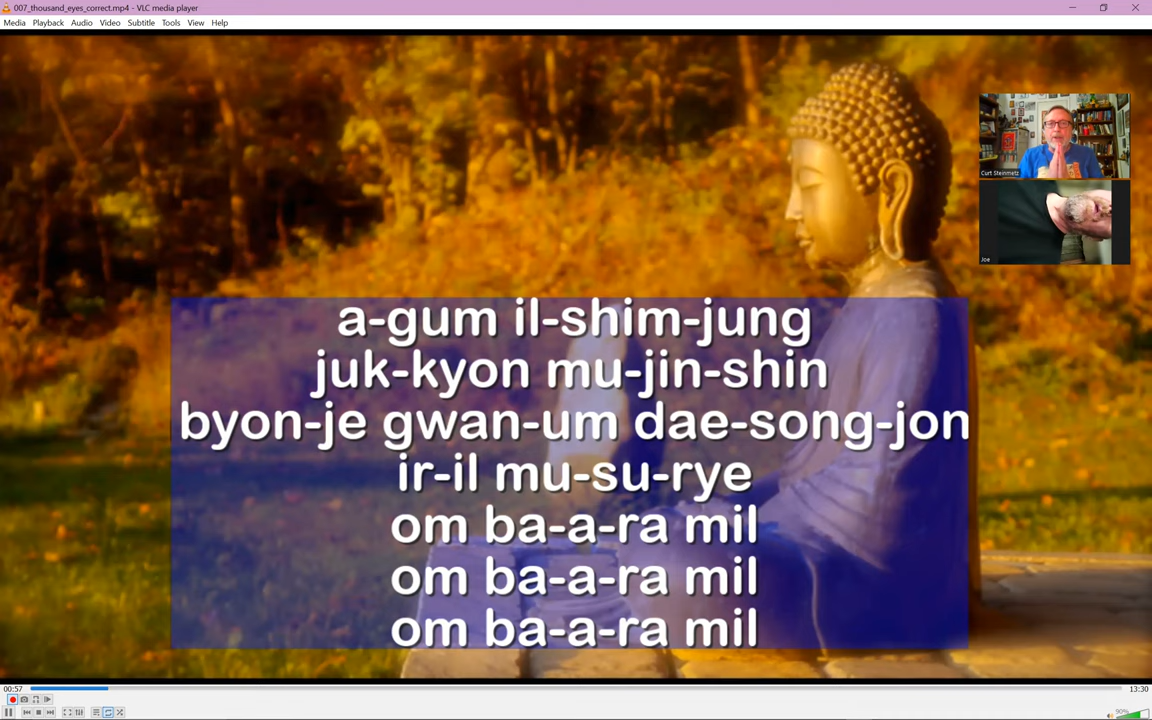 007_thousand_eyes_correct.mp4 - VLC media player
Media Playback Audio Video Subtitle Tools View Help
Curt Steinmetz
Joe
a-gum il-shim-jung
juk-kyon mu-jin-shin
byon-je gwan-um dae-song-jon
ir-il mu-su-rye
om ba-a-ra mil
om ba-a-ra mil
om ba-a-ra mil
00:57
13:30
90%